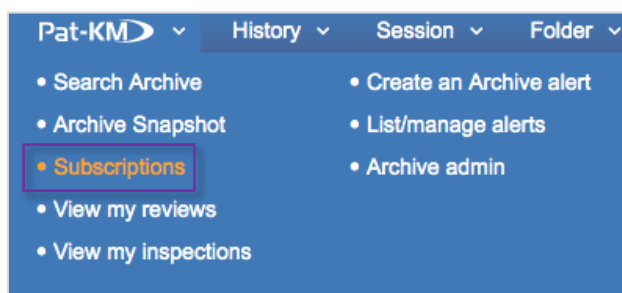 Pat-KM History Session Folder
• Search Archive • Create an Archive alert
• Archive Snapshot • List/manage alerts
• Subscriptions • Archive admin
• View my reviews
• View my inspections